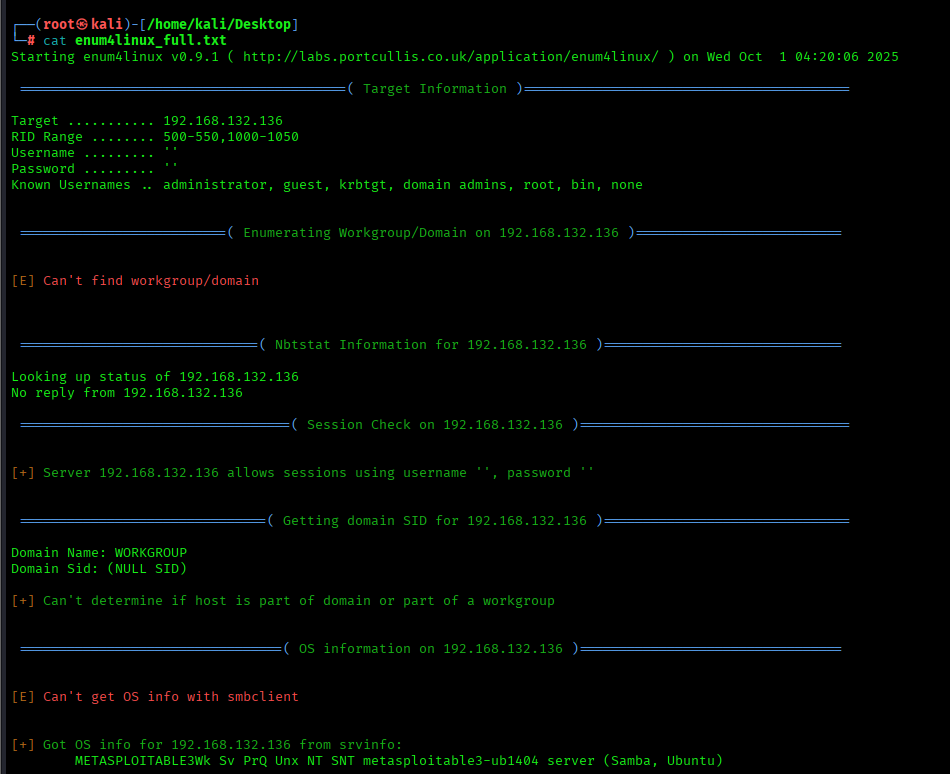 ┌──(root㉿kali)-[/home/kali/Desktop]
└─# cat enum4linux_full.txt
Starting enum4linux v0.9.1 ( http://labs.portcullis.co.uk/application/enum4linux/ ) on Wed Oct  1 04:20:06 2025
=========================================( Target Information )=========================================
Target ........... 192.168.132.136
RID Range ........ 500-550,1000-1050
Username ......... ''
Password ......... ''
Known Usernames .. administrator, guest, krbtgt, domain admins, root, bin, none
==========================( Enumerating Workgroup/Domain on 192.168.132.136 )==========================
[E] Can't find workgroup/domain
==============================( Nbtstat Information for 192.168.132.136 )==============================
Looking up status of 192.168.132.136
No reply from 192.168.132.136
==================================( Session Check on 192.168.132.136 )==================================
[+] Server 192.168.132.136 allows sessions using username '', password ''
===============================( Getting domain SID for 192.168.132.136 )===============================
Domain Name: WORKGROUP
Domain Sid: (NULL SID)
[+] Can't determine if host is part of domain or part of a workgroup
=================================( OS information on 192.168.132.136 )=================================
[E] Can't get OS info with smbclient
[+] Got OS info for 192.168.132.136 from srvinfo:
METASPLOITABLE3Wk Sv PrQ Unx NT SNT metasploitable3-ub1404 server (Samba, Ubuntu)